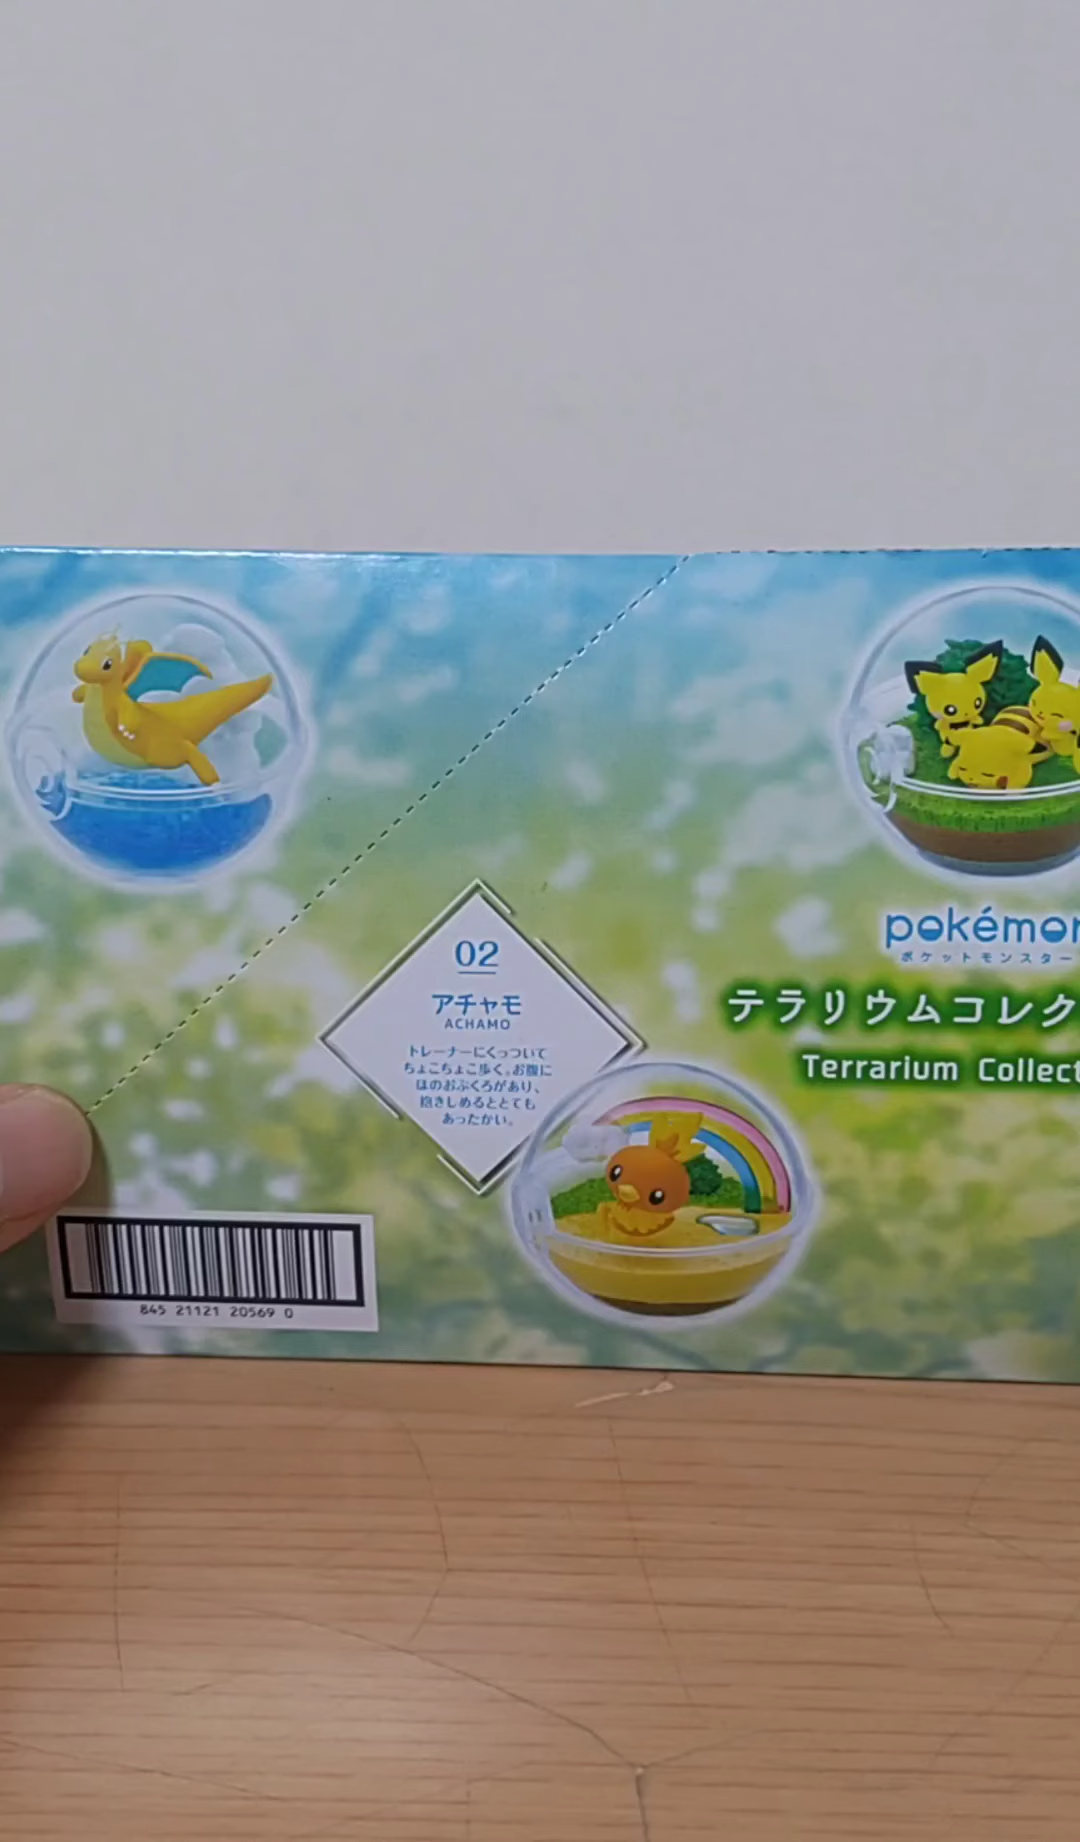 02
アチャモ
ACHAMO
トレーナーにくっついて
ちょこちょこ歩く。お腹に
ほのおぶくろがあり、
抱きしめるととても
あったかい。
pokémon
ポケットモンスター
テラリウムコレク
Terrarium Collect
845 21121 20569 0